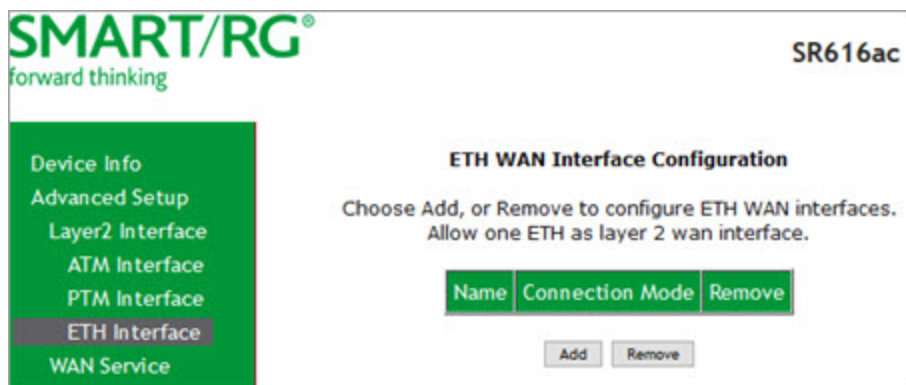 SMART/RG®
forward thinking
SR616ac
Device Info
Advanced Setup
Layer2 Interface
ATM Interface
PTM Interface
ETH Interface
WAN Service
ETH WAN Interface Configuration
Choose Add, or Remove to configure ETH WAN interfaces.
Allow one ETH as layer 2 wan interface.
Name Connection Mode Remove
Add Remove